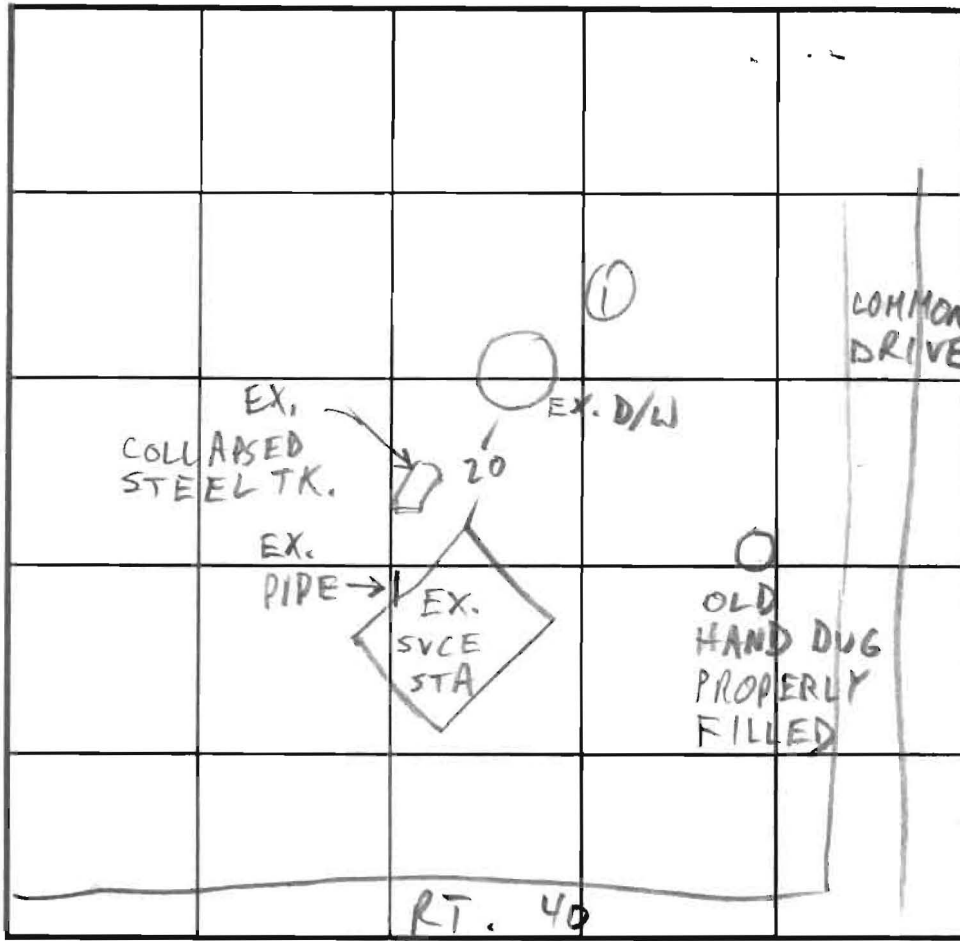 1
COMMON
DRIVE
EX.
COLLAPSED
STEEL TK.
EX. D/W
20
EX.
PIPE
EX.
SVCE
STA
OLD
HAND DUG
PROPERLY
FILLED
RT. 40